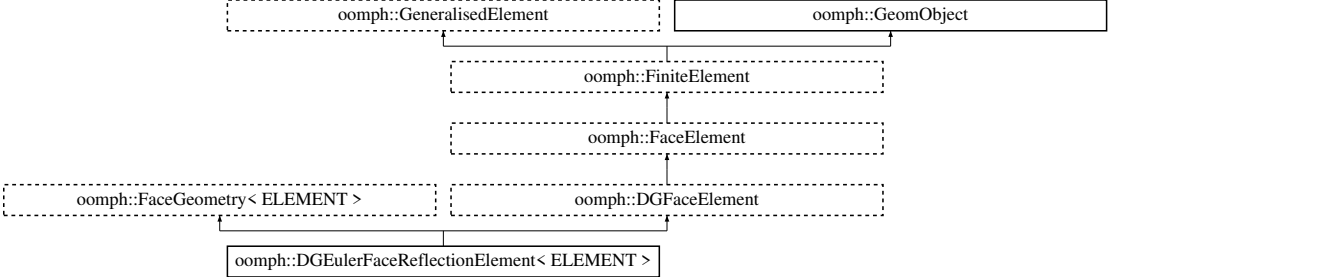 oomph::GeneralisedElement
oomph::GeomObject
oomph::FiniteElement
oomph::FaceElement
oomph::FaceGeometry< ELEMENT >
oomph::DGFaceElement
oomph::DGEulerFaceReflectionElement< ELEMENT >